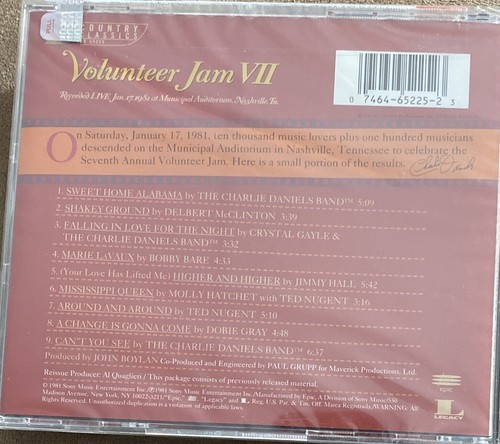 COUNTRY
CLASSICS
Volunteer Jam VII
Recorded LIVE Jan. 17, 1981 at Municipal Auditorium, Nashville, Tn.
0 7464-65225-2 3
On Saturday, January 17, 1981, ten thousand music lovers plus one hundred musicians
descended on the Municipal Auditorium in Nashville, Tennessee to celebrate the
Seventh Annual Volunteer Jam. Here is a small portion of the results.
1. SWEET HOME ALABAMA by THE CHARLIE DANIELS BAND™ 5:09
2. SHAKEY GROUND by DELBERT McCLINTON 3:39
3. FALLING IN LOVE FOR THE NIGHT by CRYSTAL GAYLE &
THE CHARLIE DANIELS BAND™ 3:32
4. MARIE LAVAUX by BOBBY BARE 4:33
5. (Your Love Has Lifted Me) HIGHER AND HIGHER by JIMMY HALL 5:42
6. MISSISSIPPI QUEEN by MOLLY HATCHET with TED NUGENT 3:16
7. AROUND AND AROUND by TED NUGENT 5:10
8. A CHANGE IS GONNA COME by DOBIE GRAY 4:48
9. CAN'T YOU SEE by THE CHARLIE DANIELS BAND™ 6:37
Produced by JOHN BOYLAN Co-Produced and Engineered by PAUL GRUPP for Maverick Productions, Ltd.
Reissue Producer: Al Quaglieri / This package consists of previously released material.
© 1981 Sony Music Entertainment Inc./℗ 1981 Sony Music Entertainment Inc./Manufactured by Epic, A Division of Sony Music/550
Madison Avenue, New York, NY 10022-3211/"Epic," "Legacy" and L Reg. U.S. Pat. & Tm. Off. Marca Registrada./WARNING: All
Rights Reserved. Unauthorized duplication is a violation of applicable laws.
EPIC
L
LEGACY